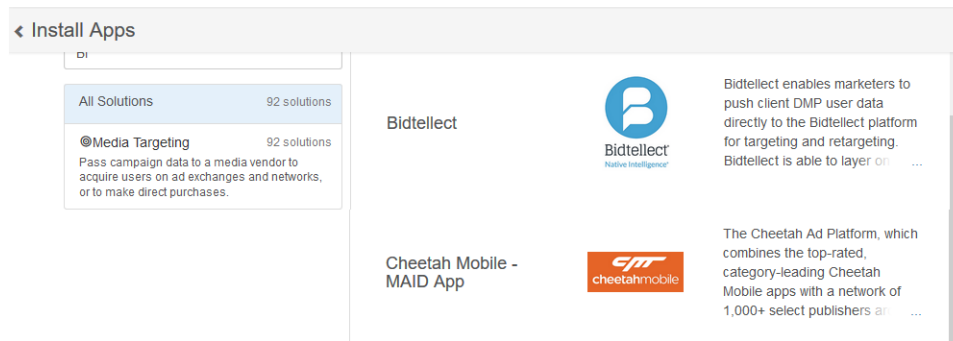 Install Apps
BI
All Solutions 92 solutions
Media Targeting 92 solutions
Pass campaign data to a media vendor to
acquire users on ad exchanges and networks,
or to make direct purchases.
Bidtellect
Bidtellect
Native Intelligence
Bidtellect enables marketers to
push client DMP user data
directly to the Bidtellect platform
for targeting and retargeting.
Bidtellect is able to layer on ...
Cheetah Mobile -
MAID App
cm
cheetahmobile
The Cheetah Ad Platform, which
combines the top-rated,
category-leading Cheetah
Mobile apps with a network of
1,000+ select publishers an ...